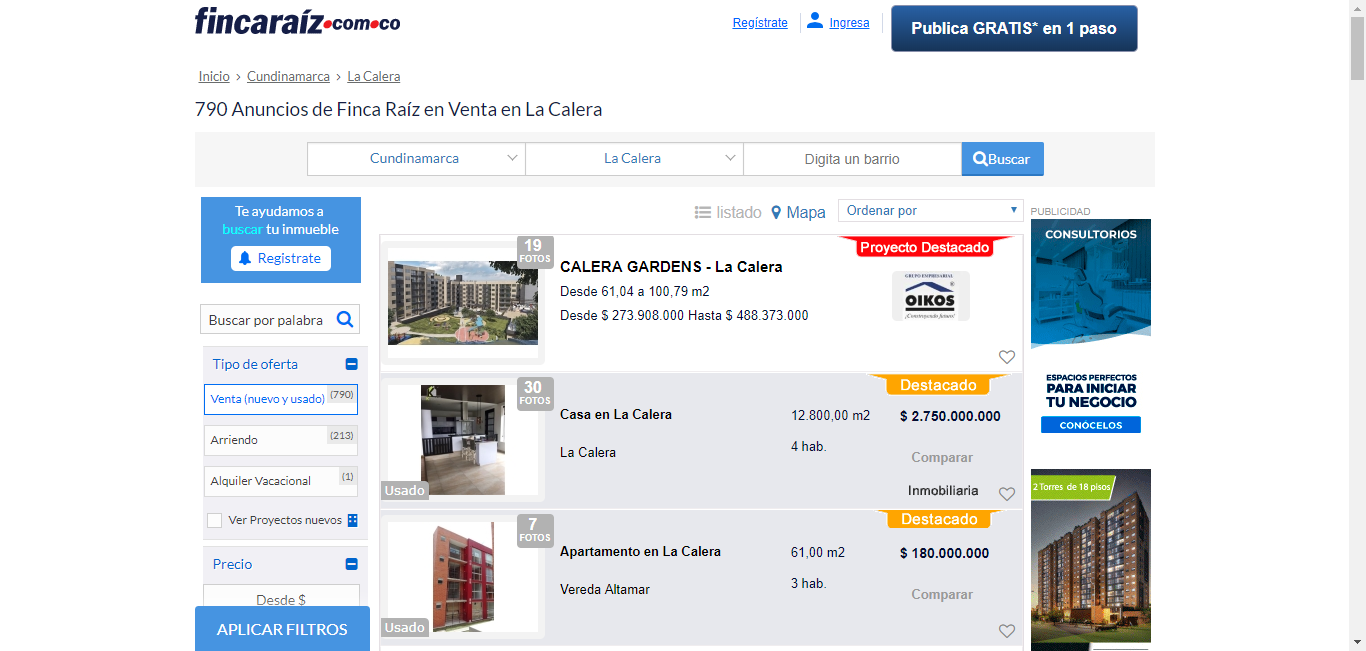 fincaraíz.com.co
Regístrate
Ingresa
Publica GRATIS* en 1 paso
Inicio › Cundinamarca › La Calera
790 Anuncios de Finca Raíz en Venta en La Calera
Cundinamarca
La Calera
Digita un barrio
Buscar
Te ayudamos a
buscar tu inmueble
Registrate
Buscar por palabra
Tipo de oferta
Venta (nuevo y usado) (790)
Arriendo (213)
Alquiler Vacacional (1)
Ver Proyectos nuevos
Precio
Desde $
APLICAR FILTROS
listado
Mapa
Ordenar por
19
FOTOS
CALERA GARDENS - La Calera
Desde 61,04 a 100,79 m2
Desde $ 273.908.000 Hasta $ 488.373.000
Proyecto Destacado
GRUPO EMPRESARIAL
OIKOS
¡Construyendo futuro!
30
FOTOS
Usado
Casa en La Calera
La Calera
12.800,00 m2
4 hab.
Destacado
$ 2.750.000.000
Comparar
Inmobiliaria
7
FOTOS
Usado
Apartamento en La Calera
Vereda Altamar
61,00 m2
3 hab.
Destacado
$ 180.000.000
Comparar
PUBLICIDAD
CONSULTORIOS
ESPACIOS PERFECTOS
PARA INICIAR
TU NEGOCIO
CONÓCELOS
2 Torres de 18 pisos